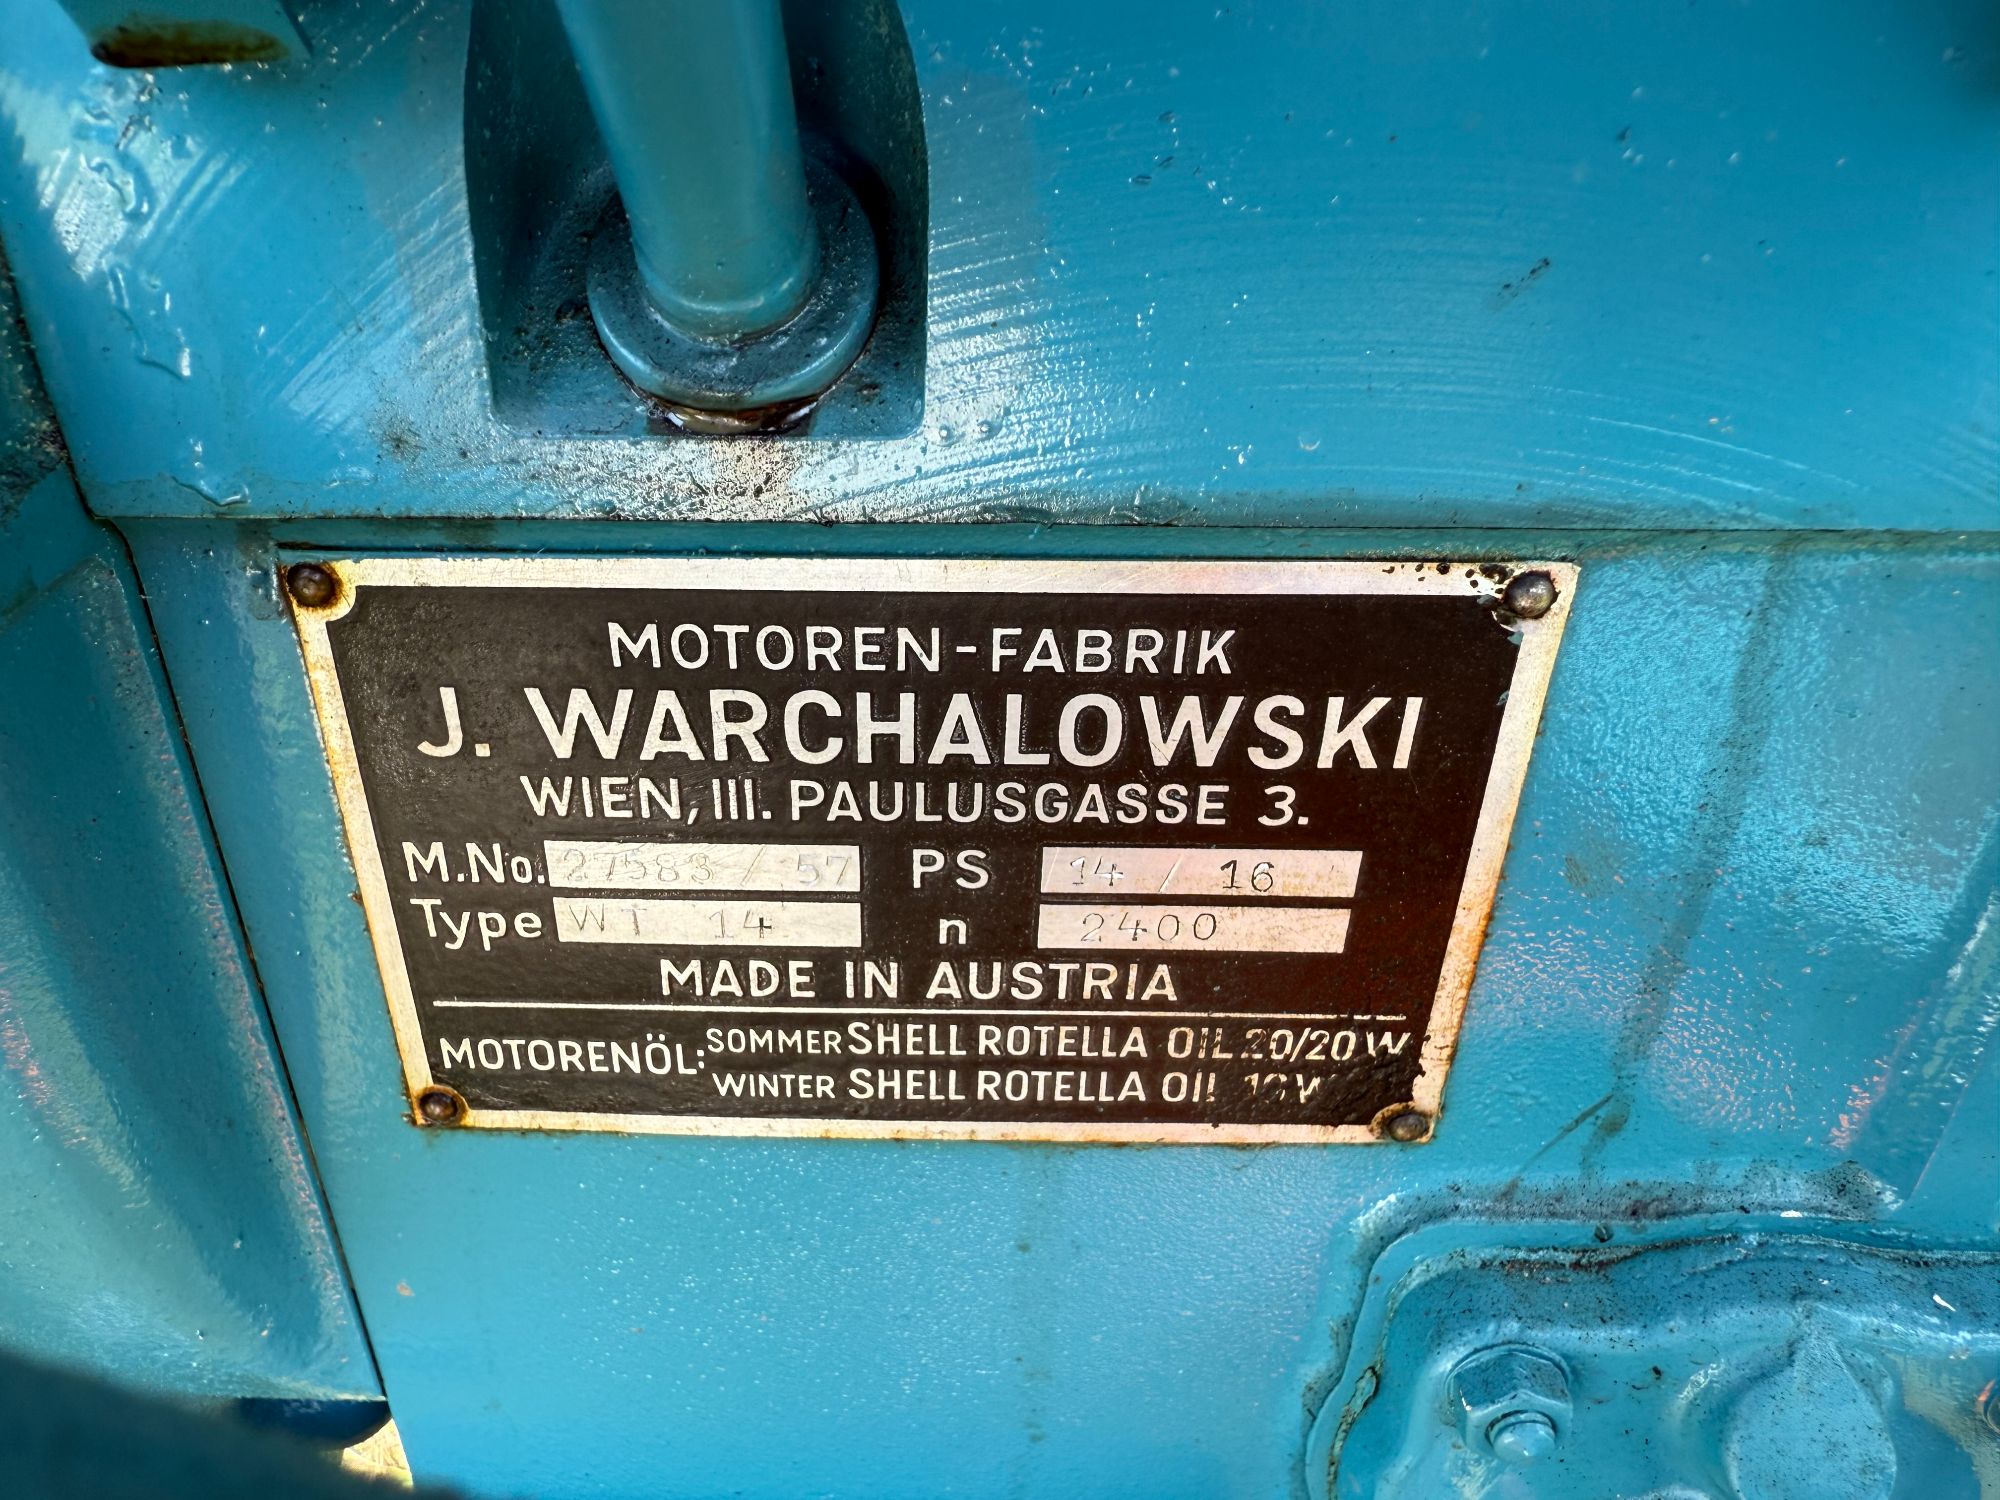 MOTOREN-FABRIK
J. WARCHALOWSKI
WIEN, III. PAULUSGASSE 3.
M.No. 27583 / 57 PS 14 / 16
Type WT 14 n 2400
MADE IN AUSTRIA
MOTORENÖL: SOMMER SHELL ROTELLA OIL 20/20 W
WINTER SHELL ROTELLA OIL